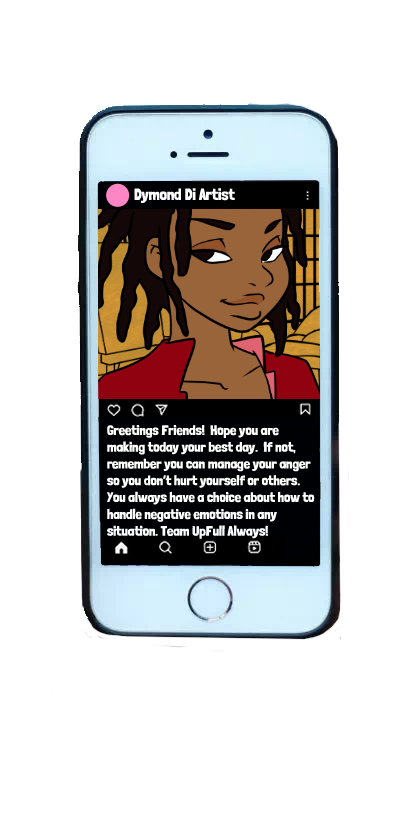 Dymond Di Artist
Greetings Friends! Hope you are
making today your best day. If not,
remember you can manage your anger
so you don't hurt yourself or others.
You always have a choice about how to
handle negative emotions in any
situation. Team UpFull Always!